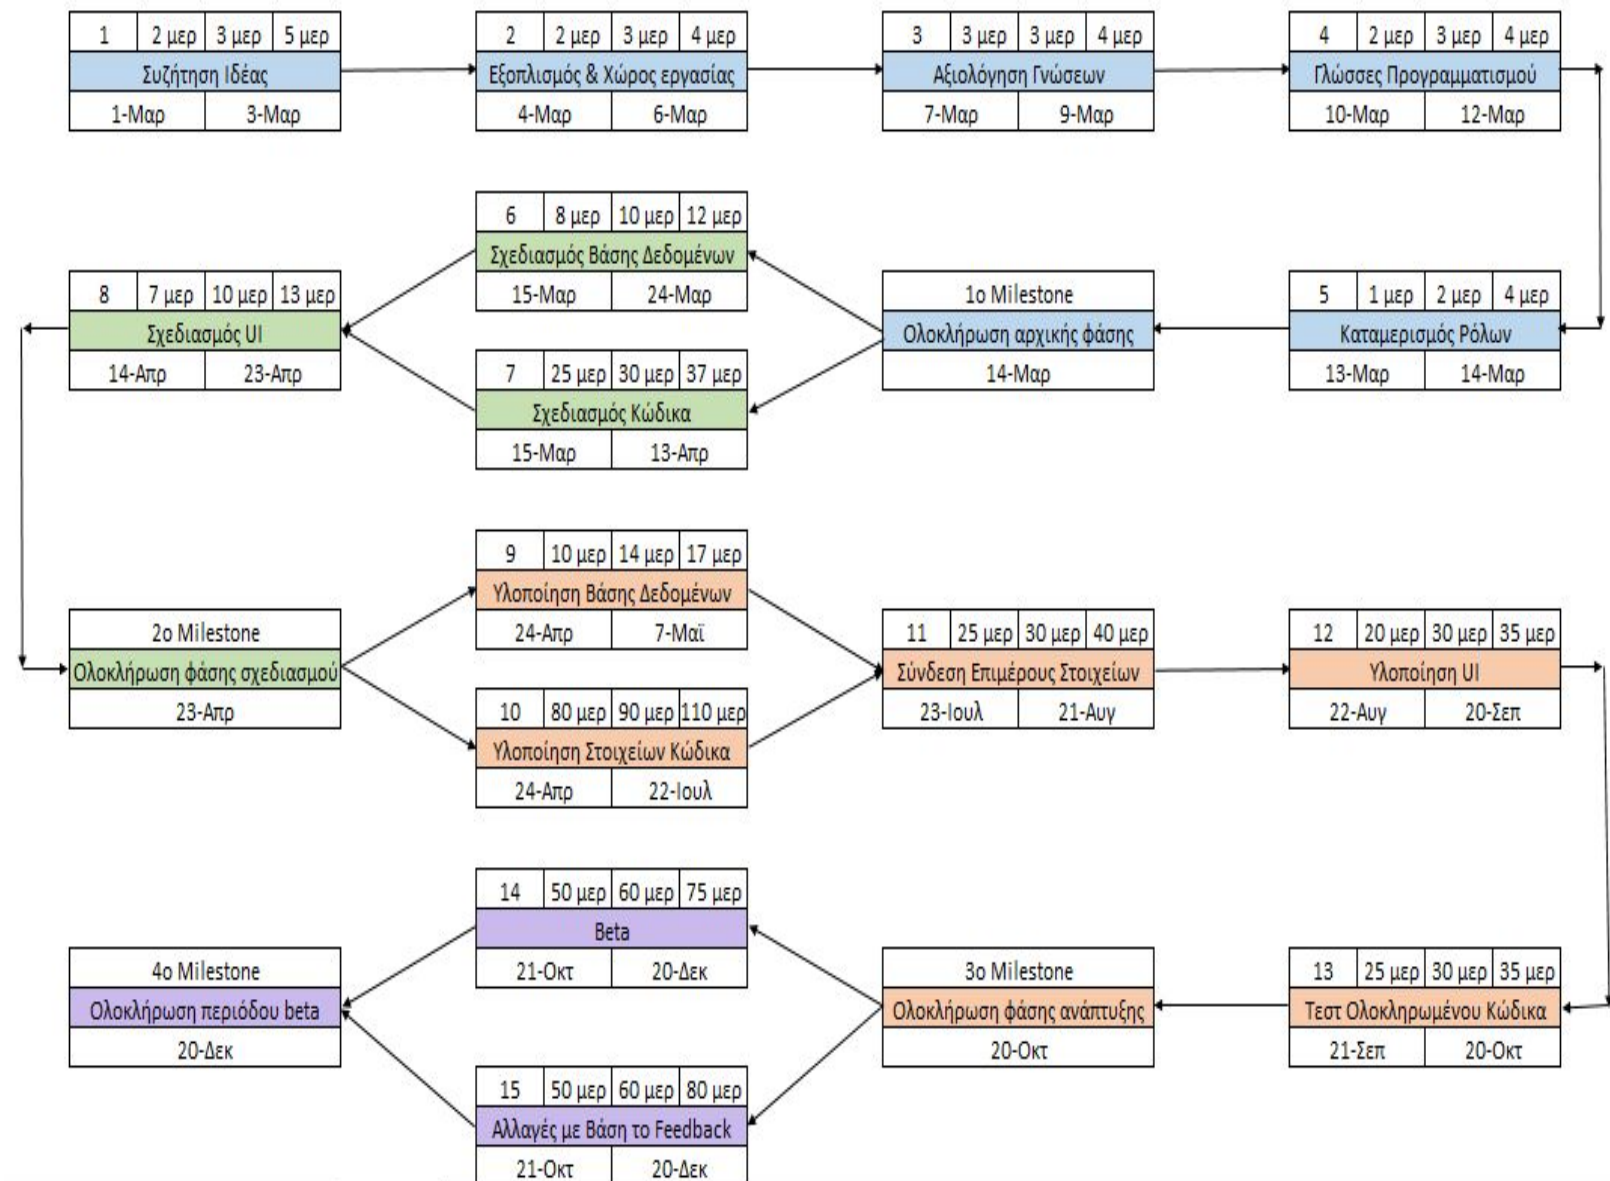 1 2 μερ 3 μερ 5 μερ
Συζήτηση Ιδέας
1-Μαρ 3-Μαρ
2 2 μερ 3 μερ 4 μερ
Εξοπλισμός & Χώρος εργασίας
4-Μαρ 6-Μαρ
3 3 μερ 3 μερ 4 μερ
Αξιολόγηση Γνώσεων
7-Μαρ 9-Μαρ
4 2 μερ 3 μερ 4 μερ
Γλώσσες Προγραμματισμού
10-Μαρ 12-Μαρ
5 1 μερ 2 μερ 4 μερ
Καταμερισμός Ρόλων
13-Μαρ 14-Μαρ
1ο Milestone
Ολοκλήρωση αρχικής φάσης
14-Μαρ
6 8 μερ 10 μερ 12 μερ
Σχεδιασμός Βάσης Δεδομένων
15-Μαρ 24-Μαρ
7 25 μερ 30 μερ 37 μερ
Σχεδιασμός Κώδικα
15-Μαρ 13-Απρ
8 7 μερ 10 μερ 13 μερ
Σχεδιασμός UI
14-Απρ 23-Απρ
2ο Milestone
Ολοκλήρωση φάσης σχεδιασμού
23-Απρ
9 10 μερ 14 μερ 17 μερ
Υλοποίηση Βάσης Δεδομένων
24-Απρ 7-Μαϊ
10 80 μερ 90 μερ 110 μερ
Υλοποίηση Στοιχείων Κώδικα
24-Απρ 22-Ιουλ
11 25 μερ 30 μερ 40 μερ
Σύνδεση Επιμέρους Στοιχείων
23-Ιουλ 21-Αυγ
12 20 μερ 30 μερ 35 μερ
Υλοποίηση UI
22-Αυγ 20-Σεπ
13 25 μερ 30 μερ 35 μερ
Τεστ Ολοκληρωμένου Κώδικα
21-Σεπ 20-Οκτ
3ο Milestone
Ολοκλήρωση φάσης ανάπτυξης
20-Οκτ
14 50 μερ 60 μερ 75 μερ
Beta
21-Οκτ 20-Δεκ
15 50 μερ 60 μερ 80 μερ
Αλλαγές με Βάση το Feedback
21-Οκτ 20-Δεκ
4ο Milestone
Ολοκλήρωση περιόδου beta
20-Δεκ